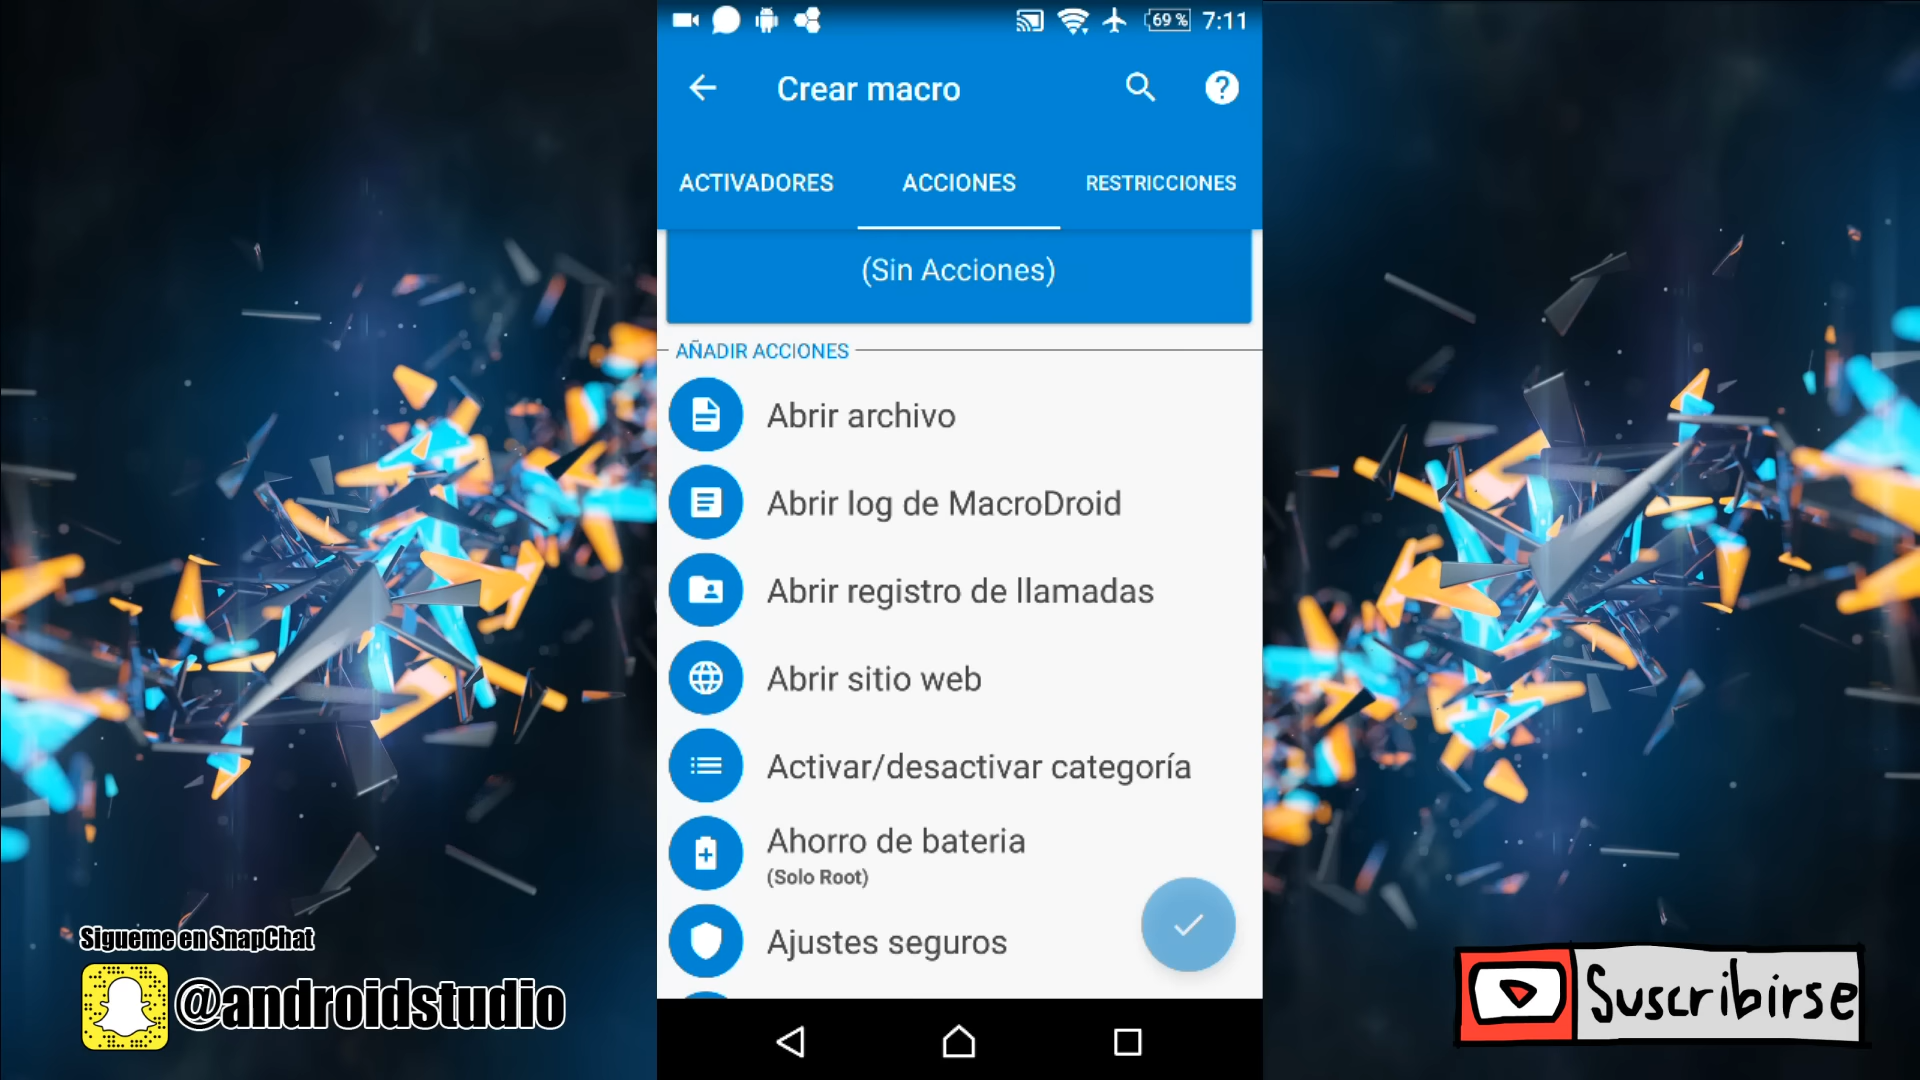 69 % 7:11
Crear macro
ACTIVADORES ACCIONES RESTRICCIONES
(Sin Acciones)
AÑADIR ACCIONES
Abrir archivo
Abrir log de MacroDroid
Abrir registro de llamadas
Abrir sitio web
Activar/desactivar categoría
Ahorro de bateria
(Solo Root)
Ajustes seguros
Sigueme en SnapChat
@androidstudio
Suscribirse